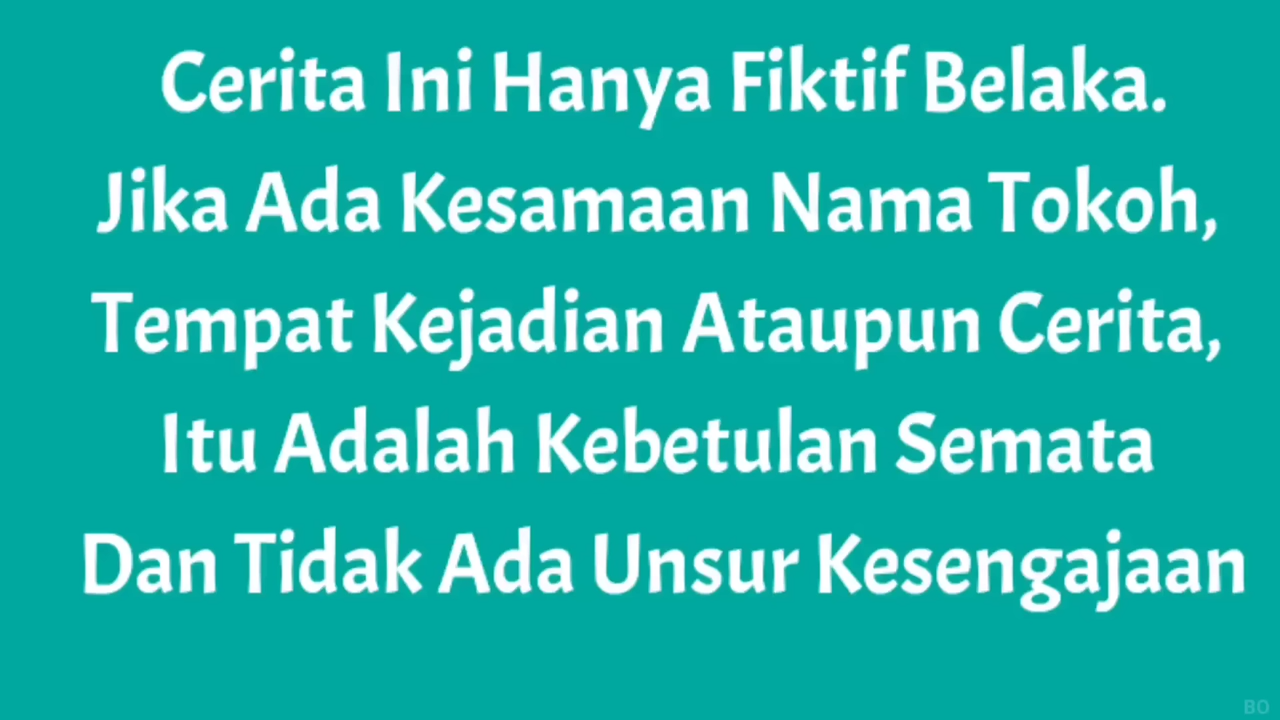 Cerita Ini Hanya Fiktif Belaka.
Jika Ada Kesamaan Nama Tokoh,
Tempat Kejadian Ataupun Cerita,
Itu Adalah Kebetulan Semata
Dan Tidak Ada Unsur Kesengajaan
BO